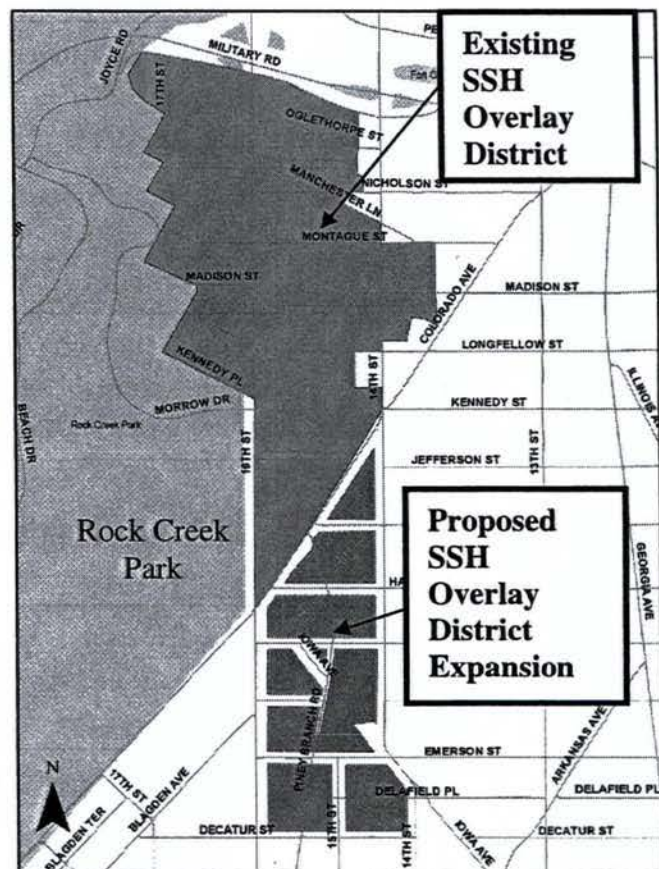 Existing
SSH
Overlay
District
MILITARY RD
JOYCE RD
17TH ST
OGLETHORPE ST
NICHOLSON ST
MANCHESTER LN
MONTAGUE ST
MADISON ST
MADISON ST
COLORADO AVE
LONGFELLOW ST
KENNEDY PL
14TH ST
MORROW DR
KENNEDY ST
BEACH DR
Rock Creek Park
16TH ST
13TH ST
JEFFERSON ST
Rock Creek
Park
Proposed
SSH
Overlay
District
Expansion
GEORGIA AVE
IOWA AVE
PINEY BRANCH RD
ARKANSAS AVE
EMERSON ST
N
17TH ST
BLAGDEN AVE
DELAFIELD PL
DELAFIELD PL
BLAGDEN TER
DECATUR ST
15TH ST
14TH ST
IOWA AVE
DECATUR ST